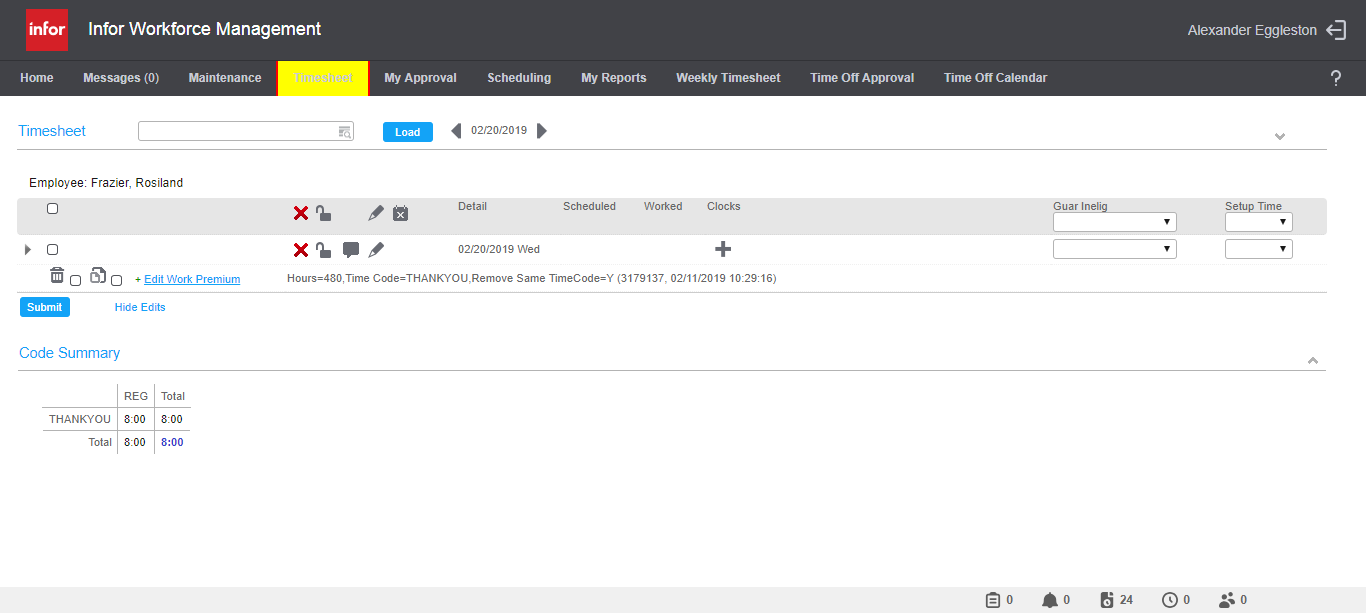 infor Infor Workforce Management Alexander Eggleston
Home Messages (0) Maintenance Timesheet My Approval Scheduling My Reports Weekly Timesheet Time Off Approval Time Off Calendar ?
Timesheet Load 02/20/2019
Employee: Frazier, Rosiland
Detail Scheduled Worked Clocks Guar Inelig Setup Time
02/20/2019 Wed
+ Edit Work Premium Hours=480,Time Code=THANKYOU,Remove Same TimeCode=Y (3179137, 02/11/2019 10:29:16)
Submit Hide Edits
Code Summary
REG Total
THANKYOU 8:00 8:00
Total 8:00 8:00
0 0 24 0 0